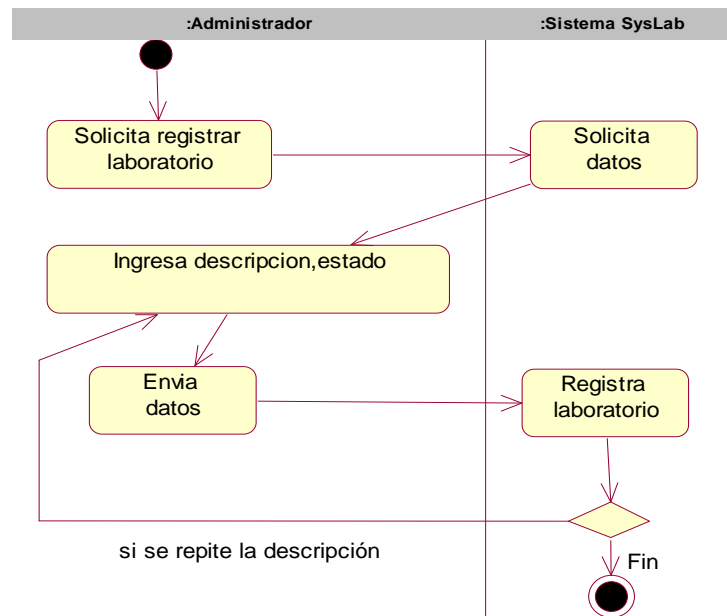 :Administrador
:Sistema SysLab
Solicita registrar
laboratorio
Solicita
datos
Ingresa descripcion,estado
Envia
datos
Registra
laboratorio
si se repite la descripción
Fin